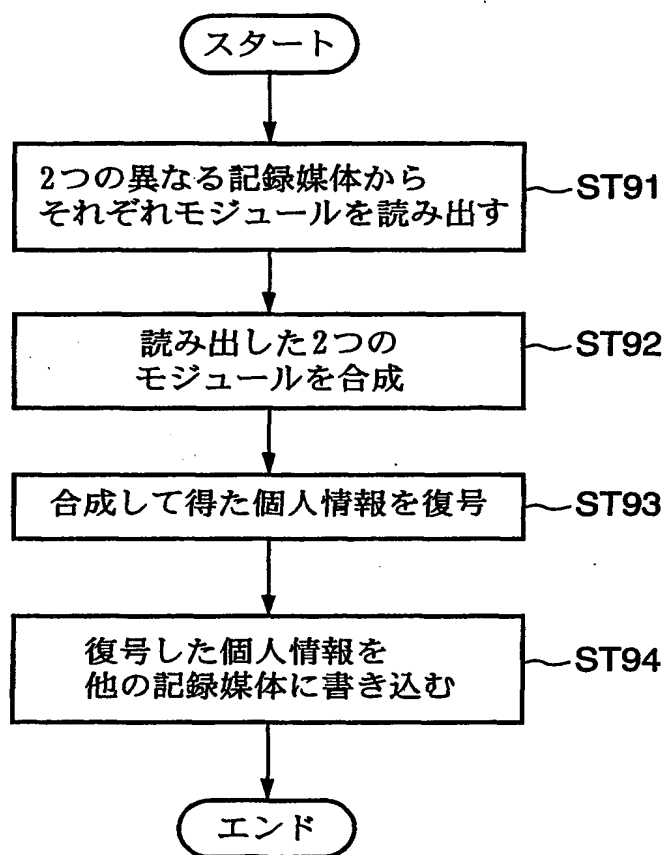 スタート
2つの異なる記録媒体から
それぞれモジュールを読み出す
ST91
読み出した2つの
モジュールを合成
ST92
合成して得た個人情報を復号
ST93
復号した個人情報を
他の記録媒体に書き込む
ST94
エンド